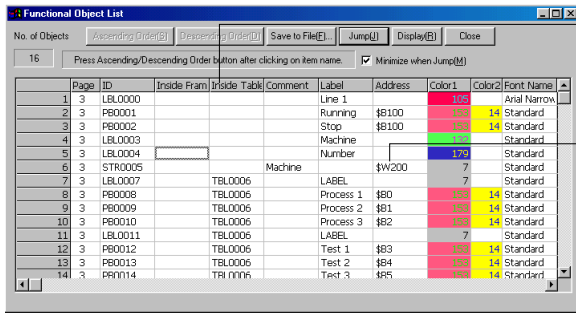 Functional Object List
No. of Objects Ascending Order(B) Descending Order(D) Save to File(F)... Jump(J) Display(R) Close
16 Press Ascending/Descending Order button after clicking on item name. Minimize when Jump(M)
Page ID Inside Fram Inside Table Comment Label Address Color1 Color2 Font Name
1 3 LBL0000 Line 1 105 Arial Narrow
2 3 PB0001 Running $B100 14 Standard
3 3 PB0002 Stop $B100 14 Standard
4 3 LBL0003 Machine 132 Standard
5 3 LBL0004 Number 179 Standard
6 3 STR0005 Machine $W200 7 Standard
7 3 LBL0007 TBL0006 LABEL 7 Standard
8 3 PB0008 TBL0006 Process 1 $B0 14 Standard
9 3 PB0009 TBL0006 Process 2 $B1 14 Standard
10 3 PB0010 TBL0006 Process 3 $B2 14 Standard
11 3 LBL0011 TBL0006 LABEL 7 Standard
12 3 PB0012 TBL0006 Test 1 $B3 14 Standard
13 3 PB0013 TBL0006 Test 2 $B4 14 Standard
14 3 PB0014 TBL0006 Test 3 $B5 14 Standard